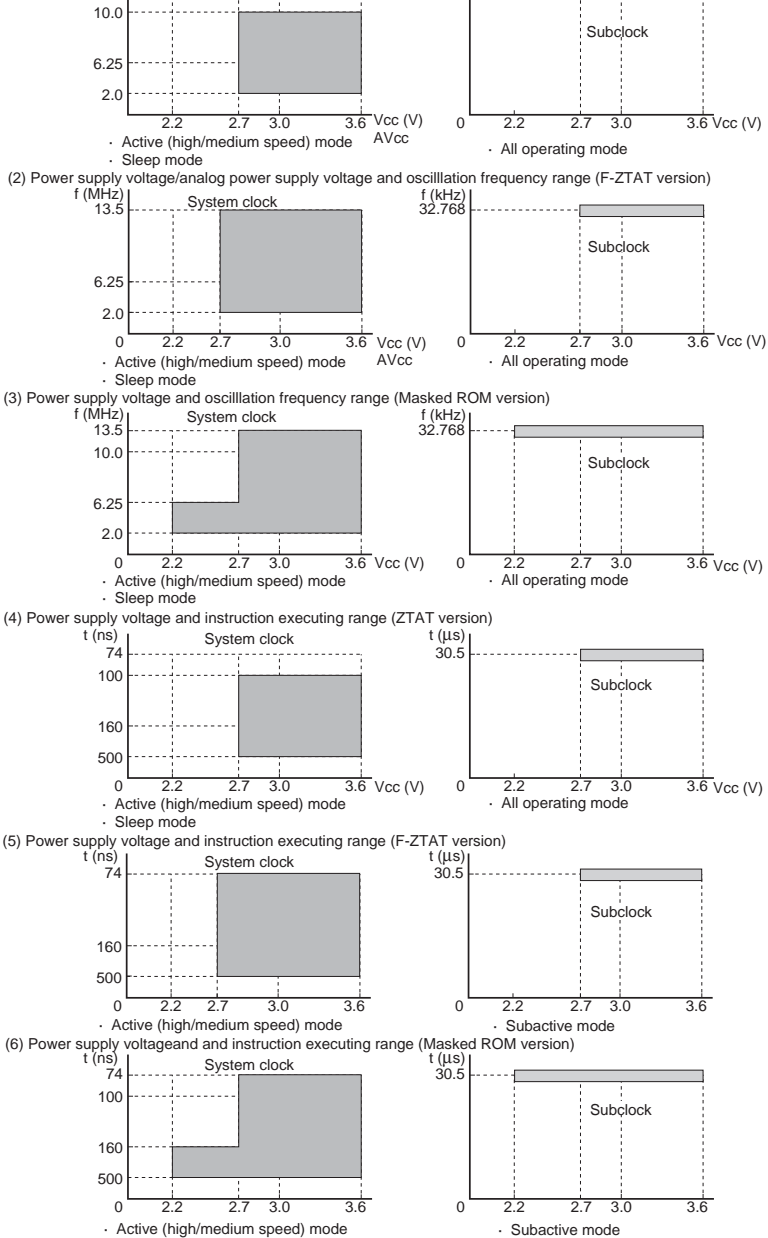 10.0
6.25
2.0
2.2 2.7 3.0 3.6 Vcc (V)
AVcc
· Active (high/medium speed) mode
· Sleep mode
Subclock
0 2.2 2.7 3.0 3.6 Vcc (V)
· All operating mode
(2) Power supply voltage/analog power supply voltage and oscilllation frequency range (F-ZTAT version)
f (MHz)
System clock
13.5
6.25
2.0
0 2.2 2.7 3.0 3.6 Vcc (V)
AVcc
· Active (high/medium speed) mode
· Sleep mode
f (kHz)
32.768
Subclock
0 2.2 2.7 3.0 3.6 Vcc (V)
· All operating mode
(3) Power supply voltage and oscilllation frequency range (Masked ROM version)
f (MHz)
System clock
13.5
10.0
6.25
2.0
0 2.2 2.7 3.0 3.6 Vcc (V)
· Active (high/medium speed) mode
· Sleep mode
f (kHz)
32.768
Subclock
0 2.2 2.7 3.0 3.6 Vcc (V)
· All operating mode
(4) Power supply voltage and instruction executing range (ZTAT version)
t (ns)
System clock
74
100
160
500
0 2.2 2.7 3.0 3.6 Vcc (V)
· Active (high/medium speed) mode
· Sleep mode
t (µs)
30.5
Subclock
0 2.2 2.7 3.0 3.6 Vcc (V)
· All operating mode
(5) Power supply voltage and instruction executing range (F-ZTAT version)
t (ns)
System clock
74
160
500
0 2.2 2.7 3.0 3.6
· Active (high/medium speed) mode
t (µs)
30.5
Subclock
0 2.2 2.7 3.0 3.6
· Subactive mode
(6) Power supply voltageand and instruction executing range (Masked ROM version)
t (ns)
System clock
74
100
160
500
0 2.2 2.7 3.0 3.6
· Active (high/medium speed) mode
t (µs)
30.5
Subclock
0 2.2 2.7 3.0 3.6
· Subactive mode